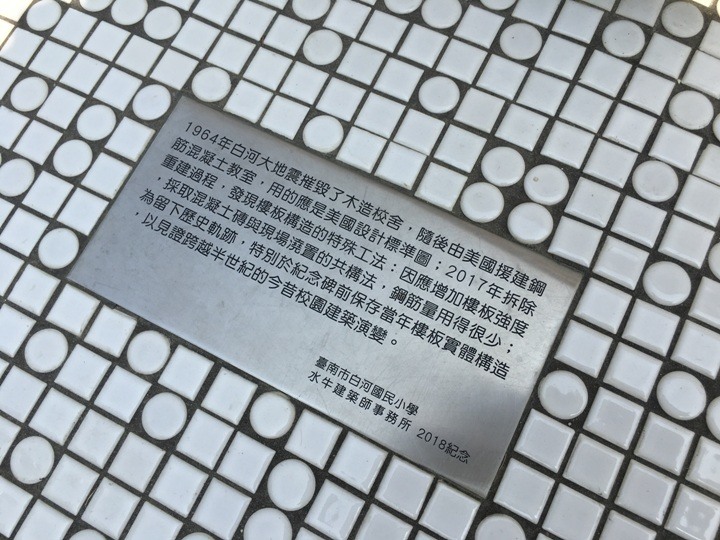 1964年白河大地震摧毀了木造校舍，隨後由美國援建鋼
筋混凝土教室，用的應是美國設計標準圖；2017年拆除
重建過程，發現樓板構造的特殊工法；因應增加樓板強度
，採取混凝土磚與現場澆置的共構法，鋼筋量用得很少；
為留下歷史軌跡，特別於紀念碑前保存當年樓板實體構造
，以見證跨越半世紀的今昔校園建築演變。
臺南市白河國民小學
水牛建築師事務所 2018紀念